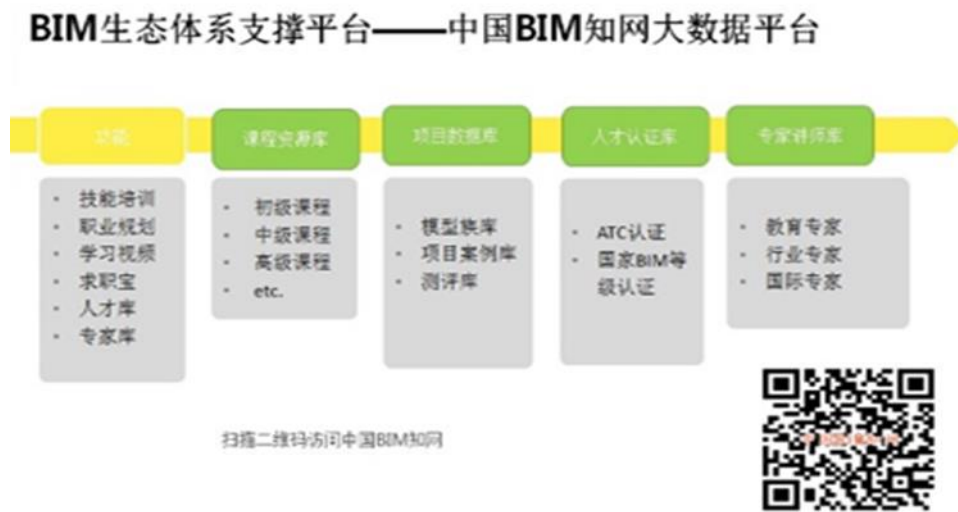 BIM生态体系支撑平台——中国BIM知网大数据平台
功能
课程资源库
项目数据库
人才认证库
专家讲师库
· 技能培训
· 职业规划
· 学习视频
· 求职宝
· 人才库
· 专家库
· 初级课程
· 中级课程
· 高级课程
· etc.
· 模型族库
· 项目案例库
· 测评库
· ATC认证
· 国家BIM等
级认证
· 教育专家
· 行业专家
· 国际专家
扫描二维码访问中国BIM知网